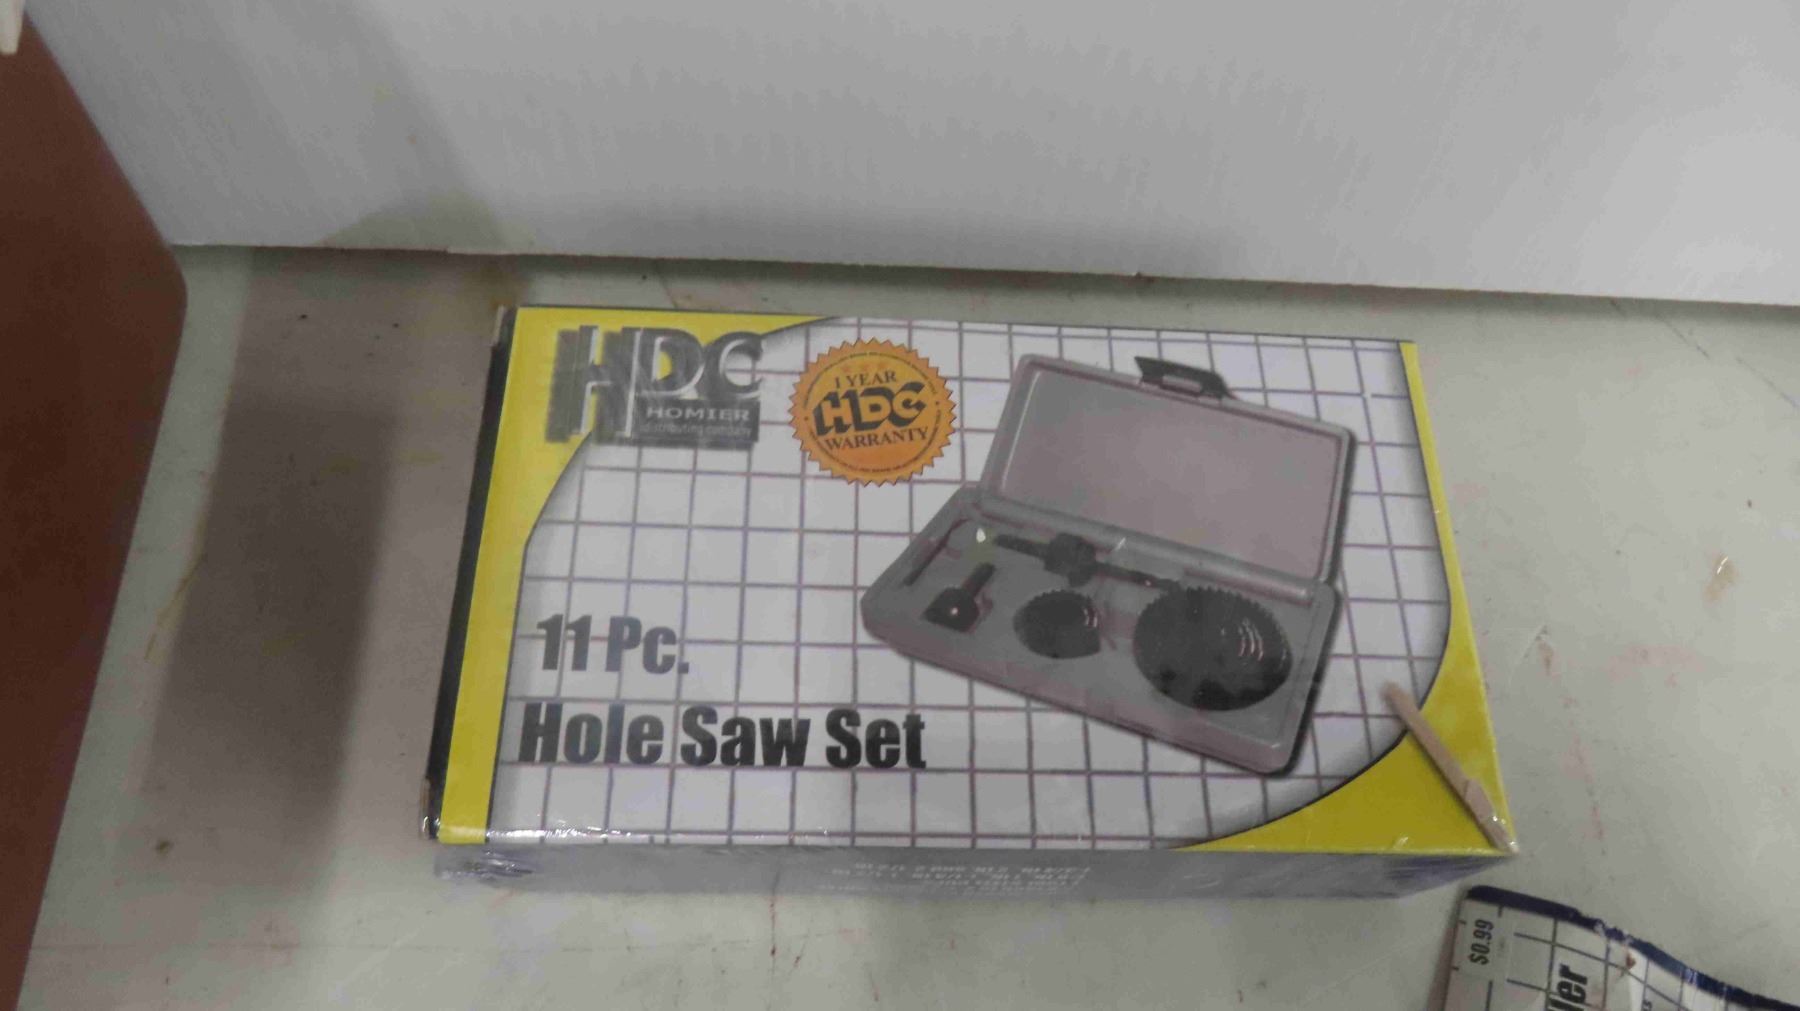 HDC
HOMIER
distributing company
1 YEAR
HDC
WARRANTY
11 Pc.
Hole Saw Set
$0.99